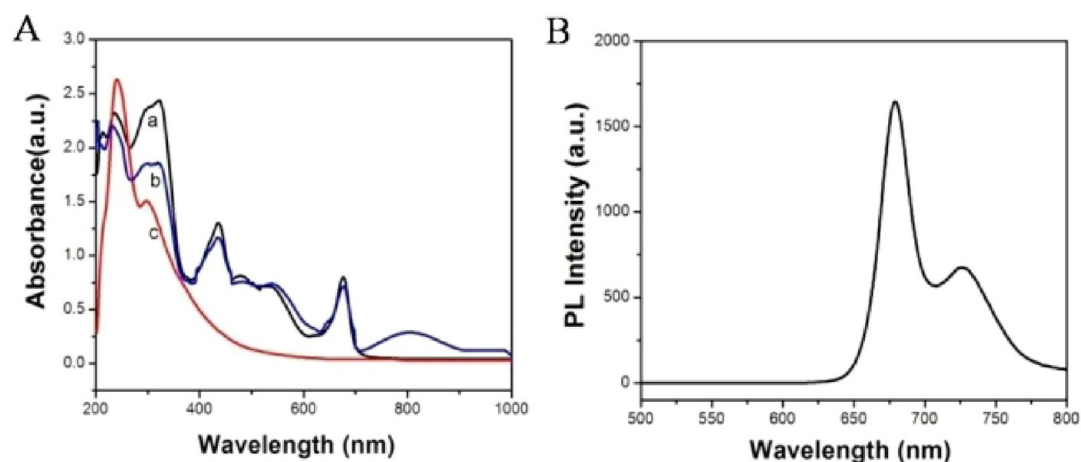 A
3.0
2.5
2.0
1.5
1.0
0.5
0.0
Absorbance(a.u.)
a
b
c
200 400 600 800 1000
Wavelength (nm)
B
2000
1500
1000
500
0
PL Intensity (a.u.)
500 550 600 650 700 750 800
Wavelength (nm)